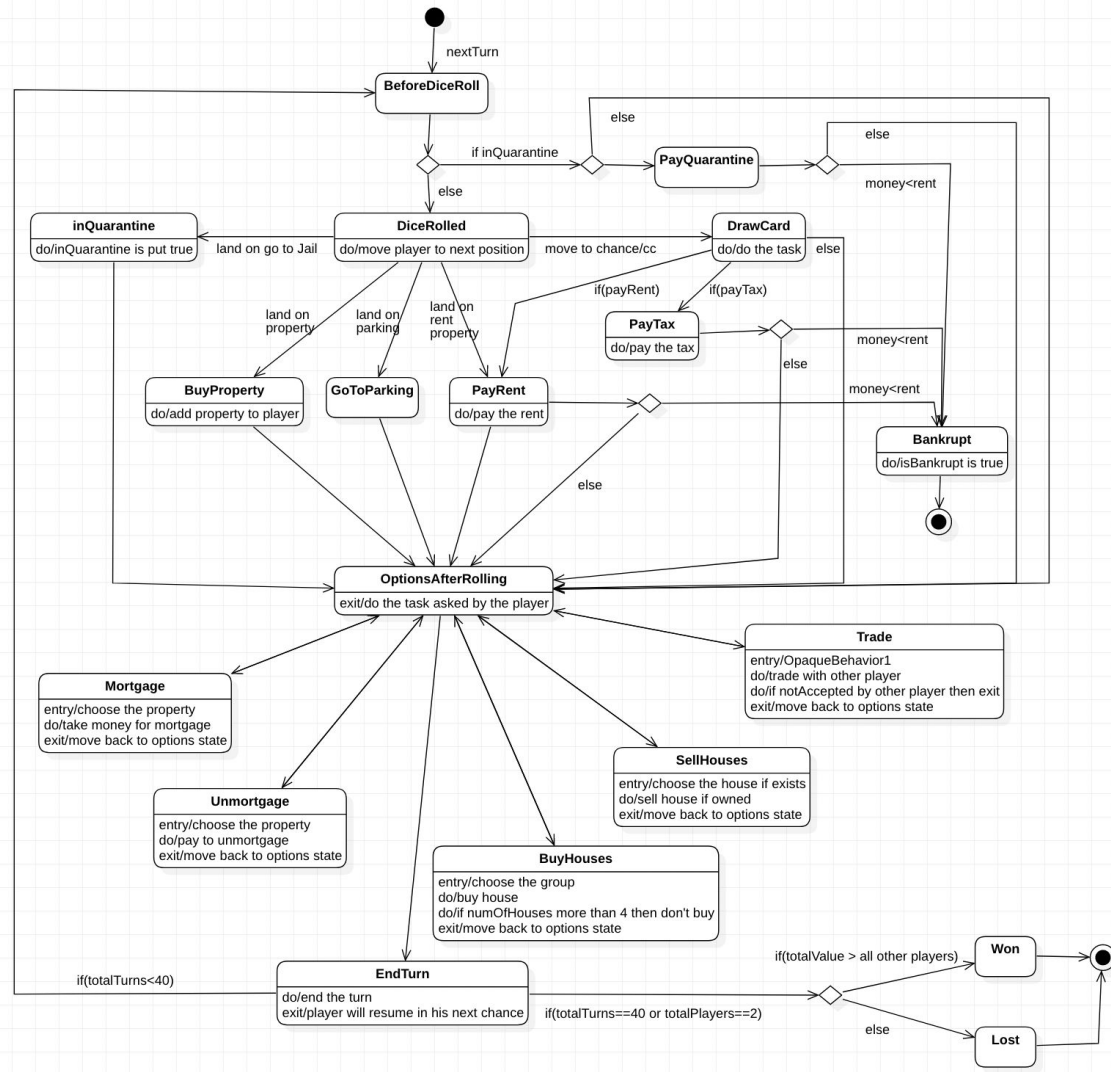 nextTurn
BeforeDiceRoll
else
else
if inQuarantine
PayQuarantine
money<rent
else
inQuarantine
do/inQuarantine is put true
land on go to Jail
DiceRolled
do/move player to next position
move to chance/cc
DrawCard
do/do the task
else
if(payRent)
if(payTax)
land on
property
land on
parking
land on
rent
property
PayTax
do/pay the tax
money<rent
else
BuyProperty
do/add property to player
GoToParking
PayRent
do/pay the rent
money<rent
Bankrupt
do/isBankrupt is true
else
OptionsAfterRolling
exit/do the task asked by the player
Trade
entry/OpaqueBehavior1
do/trade with other player
do/if notAccepted by other player then exit
exit/move back to options state
Mortgage
entry/choose the property
do/take money for mortgage
exit/move back to options state
SellHouses
entry/choose the house if exists
do/sell house if owned
exit/move back to options state
Unmortgage
entry/choose the property
do/pay to unmortgage
exit/move back to options state
BuyHouses
entry/choose the group
do/buy house
do/if numOfHouses more than 4 then don't buy
exit/move back to options state
if(totalTurns<40)
EndTurn
do/end the turn
exit/player will resume in his next chance
if(totalTurns==40 or totalPlayers==2)
if(totalValue > all other players)
Won
else
Lost